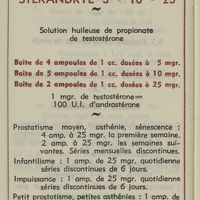 STERANDRYL 5 - 10 - 25
Solution huileuse de propionate
de testostérone
Boîte de 4 ampoules de 1 cc. dosées à 5 mgr.
Boîte de 5 ampoules de 1 cc. dosées à 10 mgr.
Boîte de 2 ampoules de 1 cc. dosées à 25 mgr.
1 mgr. de testostérone =
100 U.I. d'androstérone
Prostatisme moyen, asthénie, sénescence :
4 amp. à 25 mgr. la première semaine.
2 amp. à 25 mgr. les semaines sui-
vantes. Séries mensuelles discontinues.
Infantilisme : 1 amp. de 25 mgr. quotidienne
séries discontinues de 6 jours.
Impuissance : 1 amp. de 25 mgr. quotidienne
séries discontinues de 6 jours.
Petit prostatisme, petites asthénies : 1 amp. de